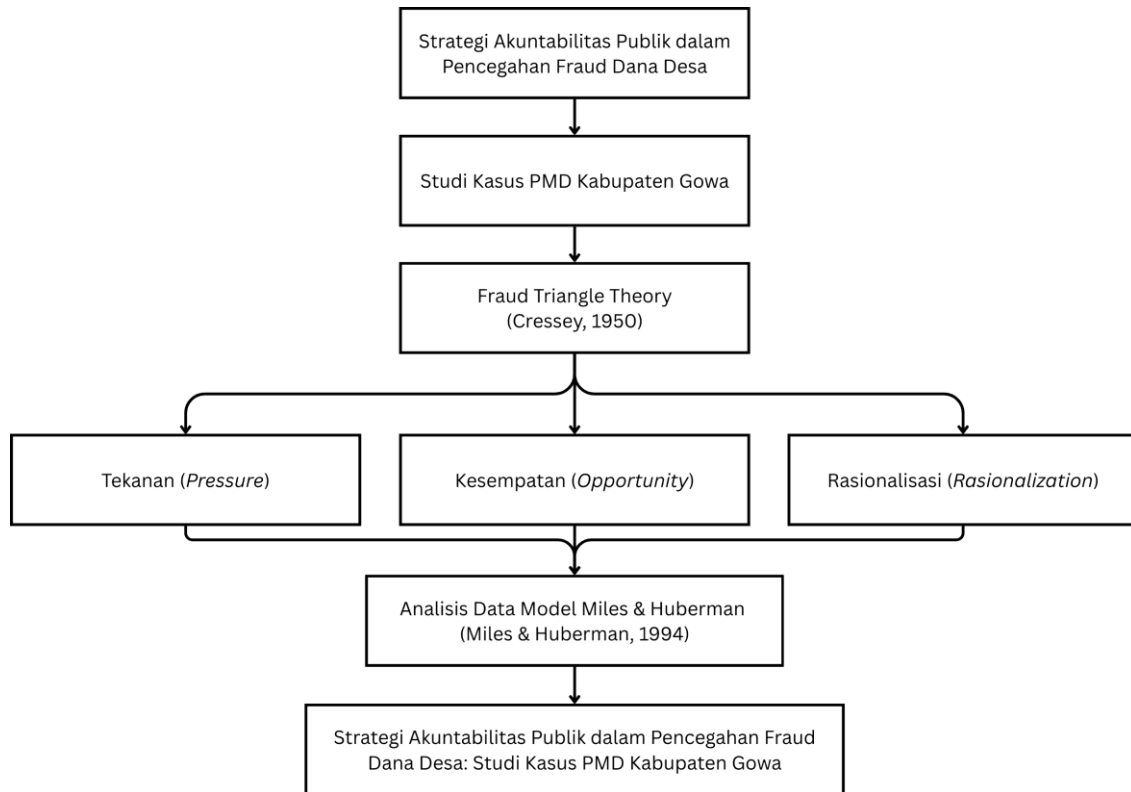 Strategi Akuntabilitas Publik dalam
Pencegahan Fraud Dana Desa
Studi Kasus PMD Kabupaten Gowa
Fraud Triangle Theory
(Cressey, 1950)
Tekanan (Pressure)
Kesempatan (Opportunity)
Rasionalisasi (Rasionalization)
Analisis Data Model Miles & Huberman
(Miles & Huberman, 1994)
Strategi Akuntabilitas Publik dalam Pencegahan Fraud
Dana Desa: Studi Kasus PMD Kabupaten Gowa